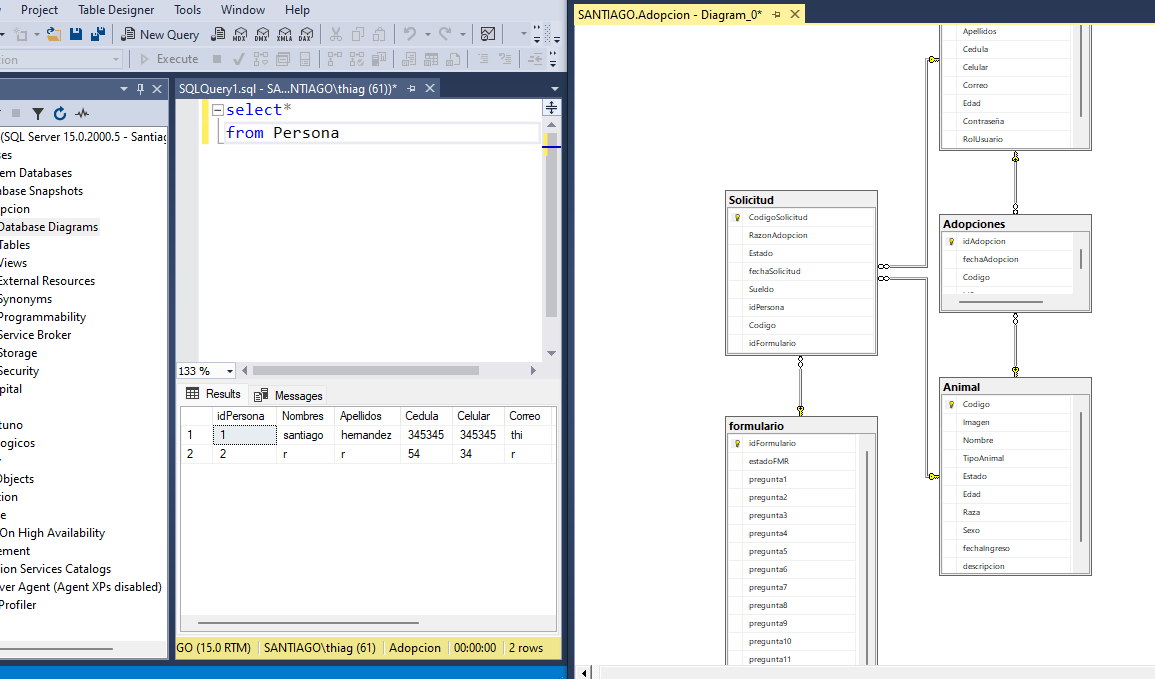 Project Table Designer Tools Window Help
New Query MDX DMX XMLA DAX
ion Execute
(SQL Server 15.0.2000.5 - Santiag
ses
em Databases
abase Snapshots
pcion
Database Diagrams
Tables
Views
External Resources
Synonyms
Programmability
Service Broker
Storage
Security
pital
tuno
ogicos
Objects
tion
e
On High Availability
ement
ion Services Catalogs
ver Agent (Agent XPs disabled)
Profiler
SQLQuery1.sql - SA...NTIAGO\thiag (61))*
select*
from Persona
133 %
Results Messages
idPersona Nombres Apellidos Cedula Celular Correo
1 1 santiago hernandez 345345 345345 thi
2 2 r r 54 34 r
GO (15.0 RTM) SANTIAGO\thiag (61) Adopcion 00:00:00 2 rows
SANTIAGO.Adopcion - Diagram_0*
Apellidos
Cedula
Celular
Correo
Edad
Contraseña
RolUsuario
Solicitud
CodigoSolicitud
RazonAdopcion
Estado
fechaSolicitud
Sueldo
idPersona
Codigo
idFormulario
Adopciones
idAdopcion
fechaAdopcion
Codigo
formulario
idFormulario
estadoFMR
pregunta1
pregunta2
pregunta3
pregunta4
pregunta5
pregunta6
pregunta7
pregunta8
pregunta9
pregunta10
pregunta11
Animal
Codigo
Imagen
Nombre
TipoAnimal
Estado
Edad
Raza
Sexo
fechaIngreso
descripcion